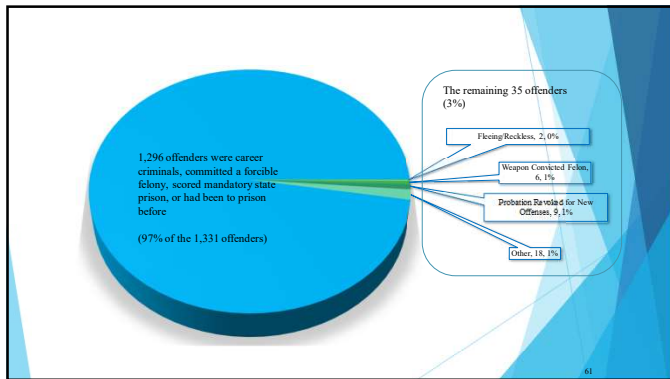 1,296 offenders were career
criminals, committed a forcible
felony, scored mandatory state
prison, or had been to prison
before
(97% of the 1,331 offenders)
The remaining 35 offenders
(3%)
Fleeing/Reckless, 2, 0%
Weapon Convicted Felon,
6, 1%
Probation Revoked for New
Offenses, 9, 1%
Other, 18, 1%
61